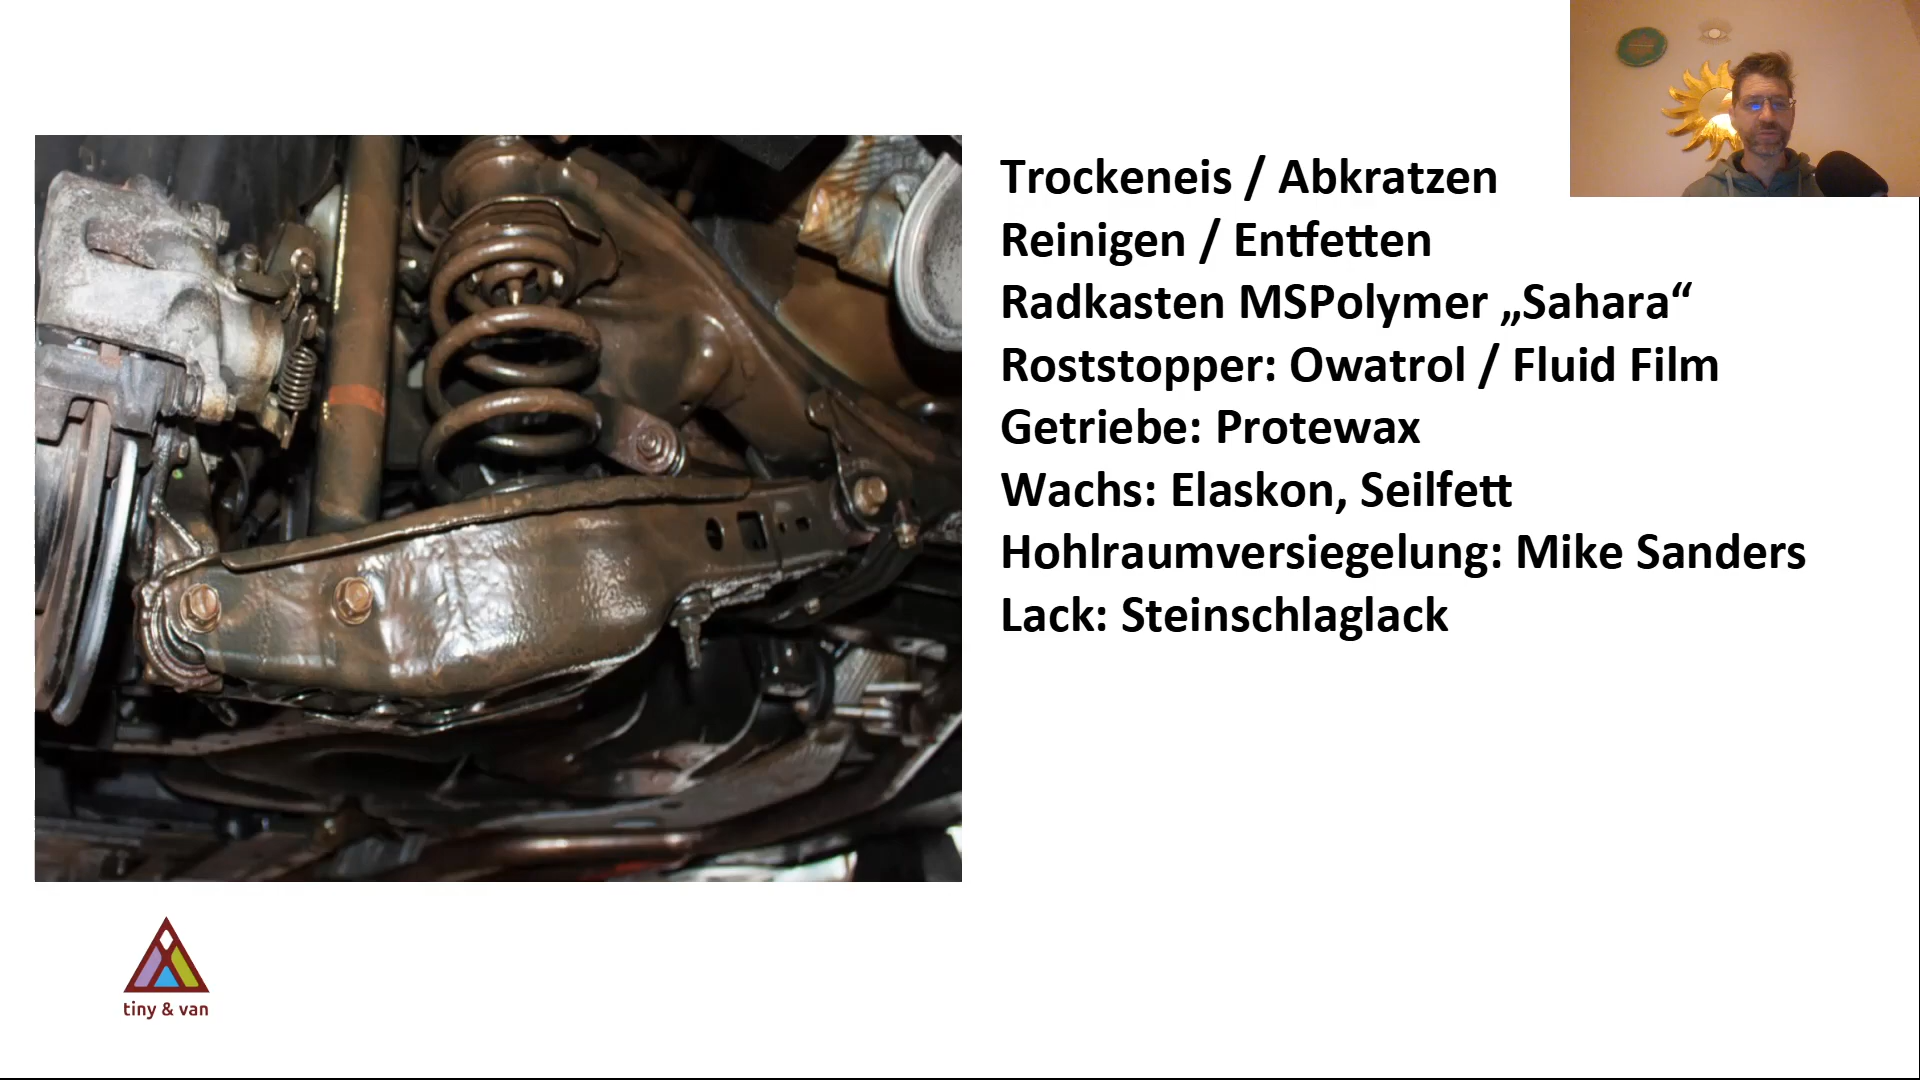 Trockeneis / Abkratzen
Reinigen / Entfetten
Radkasten MSPolymer „Sahara“
Roststopper: Owatrol / Fluid Film
Getriebe: Protewax
Wachs: Elaskon, Seilfett
Hohlraumversiegelung: Mike Sanders
Lack: Steinschlaglack
tiny & van